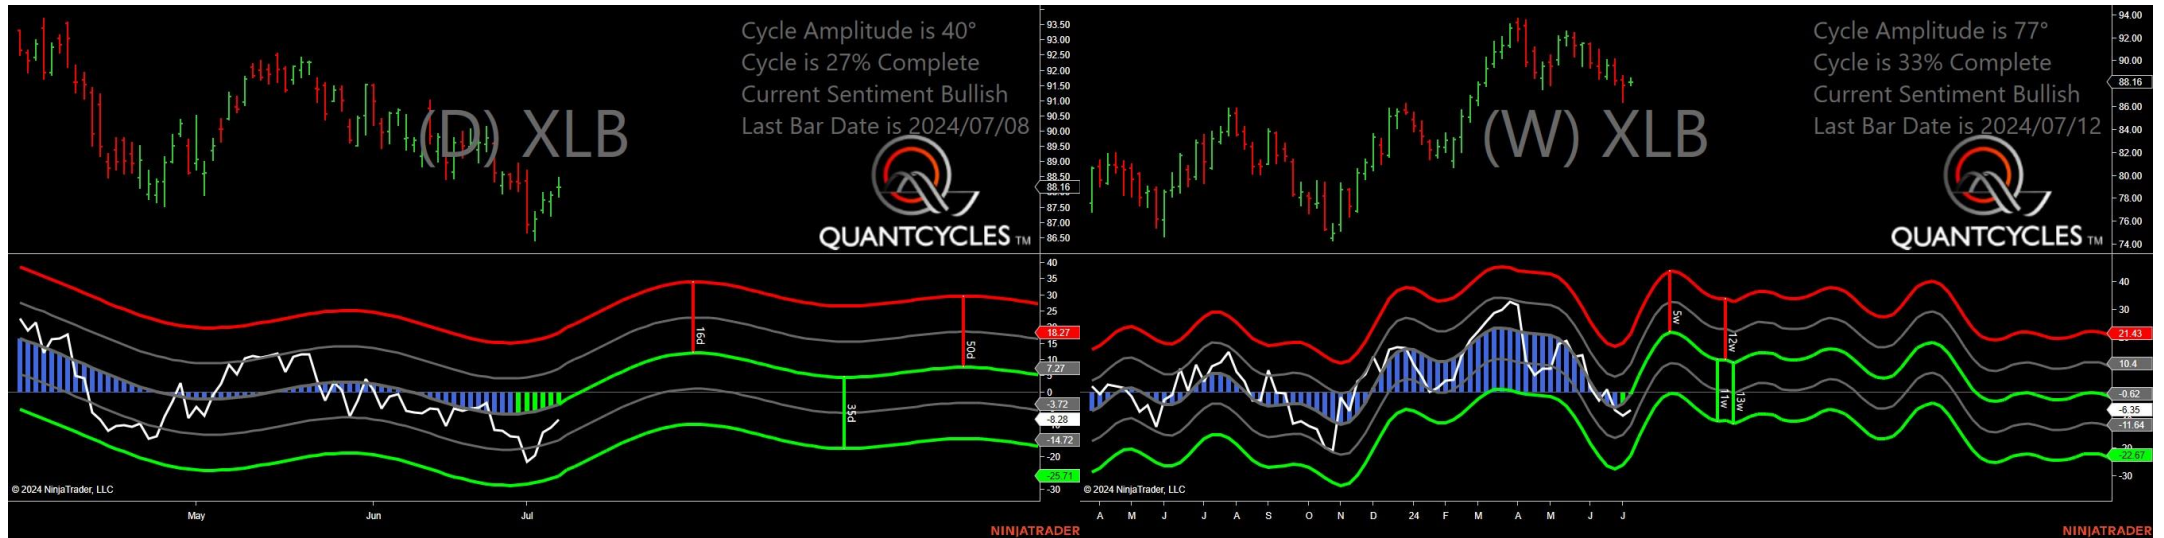 Cycle Amplitude is 40°
Cycle is 27% Complete
Current Sentiment Bullish
Last Bar Date is 2024/07/08
(D) XLB
QUANTCYCLES TM
93.50
93.00
92.50
92.00
91.50
91.00
90.50
90.00
89.50
89.00
88.50
88.16
87.50
87.00
86.50
40
35
30
25
18.27
15
10
7.27
5
0
-3.72
-8.28
-14.72
-20
-25.71
-30
16d
35d
50d
© 2024 NinjaTrader, LLC
May
Jun
Jul
NINJATRADER
Cycle Amplitude is 77°
Cycle is 33% Complete
Current Sentiment Bullish
Last Bar Date is 2024/07/12
(W) XLB
QUANTCYCLES TM
94.00
92.00
90.00
88.16
86.00
84.00
82.00
80.00
78.00
76.00
74.00
40
30
21.43
10.4
-0.62
-6.35
-11.64
-20
-22.67
-30
5w
12w
11w
13w
© 2024 NinjaTrader, LLC
A M J J A S O N D 24 F M A M J J
NINJATRADER